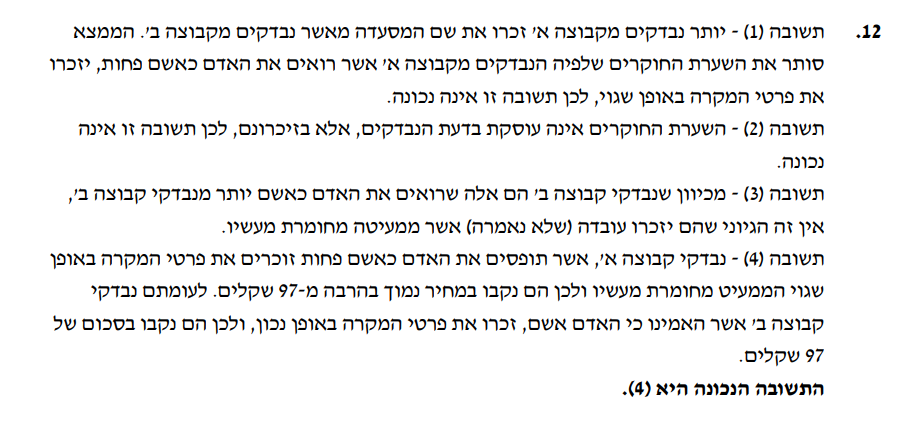 12. תשובה (1) - יותר נבדקים מקבוצה א' זכרו את שם המסעדה מאשר נבדקים מקבוצה ב'. הממצא
סותר את השערת החוקרים שלפיה הנבדקים מקבוצה א' אשר רואים את האדם כאשם פחות, יזכרו
את פרטי המקרה באופן שגוי, לכן תשובה זו אינה נכונה.
תשובה (2) - השערת החוקרים אינה עוסקת בדעת הנבדקים, אלא בזיכרונם, לכן תשובה זו אינה
נכונה.
תשובה (3) - מכיוון שנבדקי קבוצה ב' הם אלה שרואים את האדם כאשם יותר מנבדקי קבוצה ב',
אין זה הגיוני שהם יזכרו עובדה (שלא נאמרה) אשר ממעיטה מחומרת מעשיו.
תשובה (4) - נבדקי קבוצה א', אשר תופסים את האדם כאשם פחות זוכרים את פרטי המקרה באופן
שגוי הממעיט מחומרת מעשיו ולכן הם נקבו במחיר נמוך בהרבה מ-97 שקלים. לעומתם נבדקי
קבוצה ב' אשר האמינו כי האדם אשם, זכרו את פרטי המקרה באופן נכון, ולכן הם נקבו בסכום של
97 שקלים.
התשובה הנכונה היא (4).